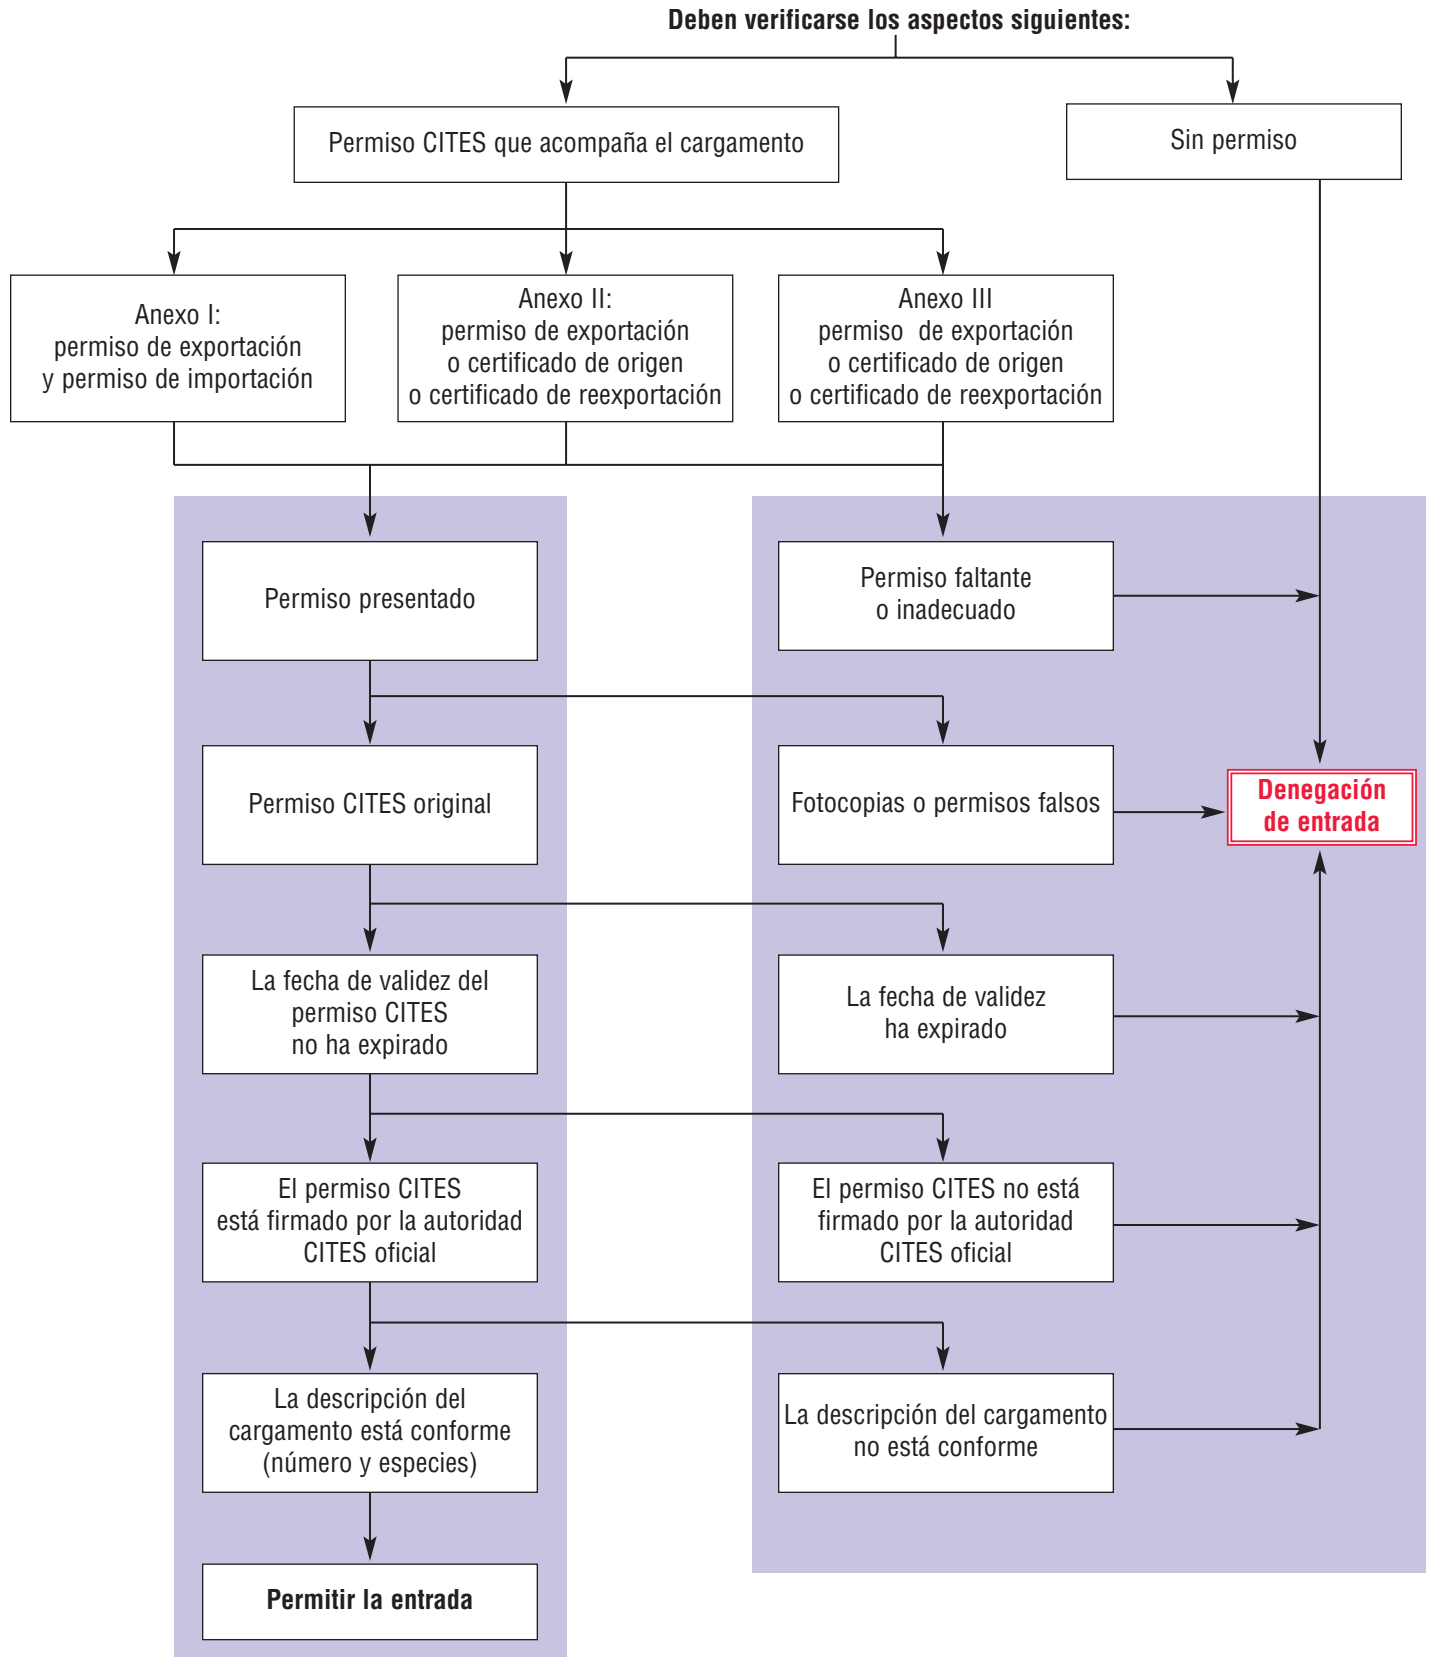 Deben verificarse los aspectos siguientes:
Permiso CITES que acompaña el cargamento
Sin permiso
Anexo I:
permiso de exportación
y permiso de importación
Anexo II:
permiso de exportación
o certificado de origen
o certificado de reexportación
Anexo III
permiso  de exportación
o certificado de origen
o certificado de reexportación
Permiso presentado
Permiso faltante
o inadecuado
Permiso CITES original
Fotocopias o permisos falsos
Denegación
de entrada
La fecha de validez del
permiso CITES
no ha expirado
La fecha de validez
ha expirado
El permiso CITES
está firmado por la autoridad
CITES oficial
El permiso CITES no está
firmado por la autoridad
CITES oficial
La descripción del
cargamento está conforme
(número y especies)
La descripción del cargamento
no está conforme
Permitir la entrada